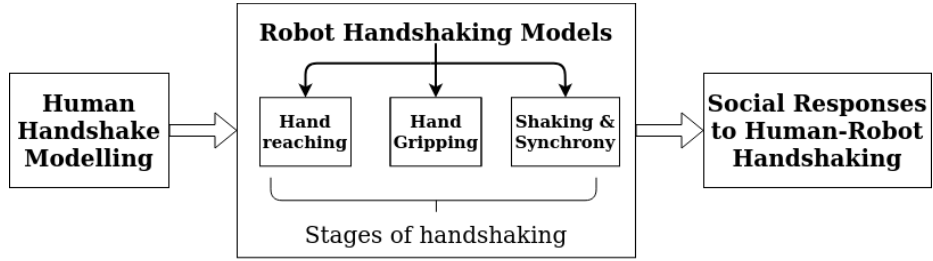 Human
Handshake
Modelling
Robot Handshaking Models
Hand
reaching
Hand
Gripping
Shaking &
Synchrony
Stages of handshaking
Social Responses
to Human-Robot
Handshaking